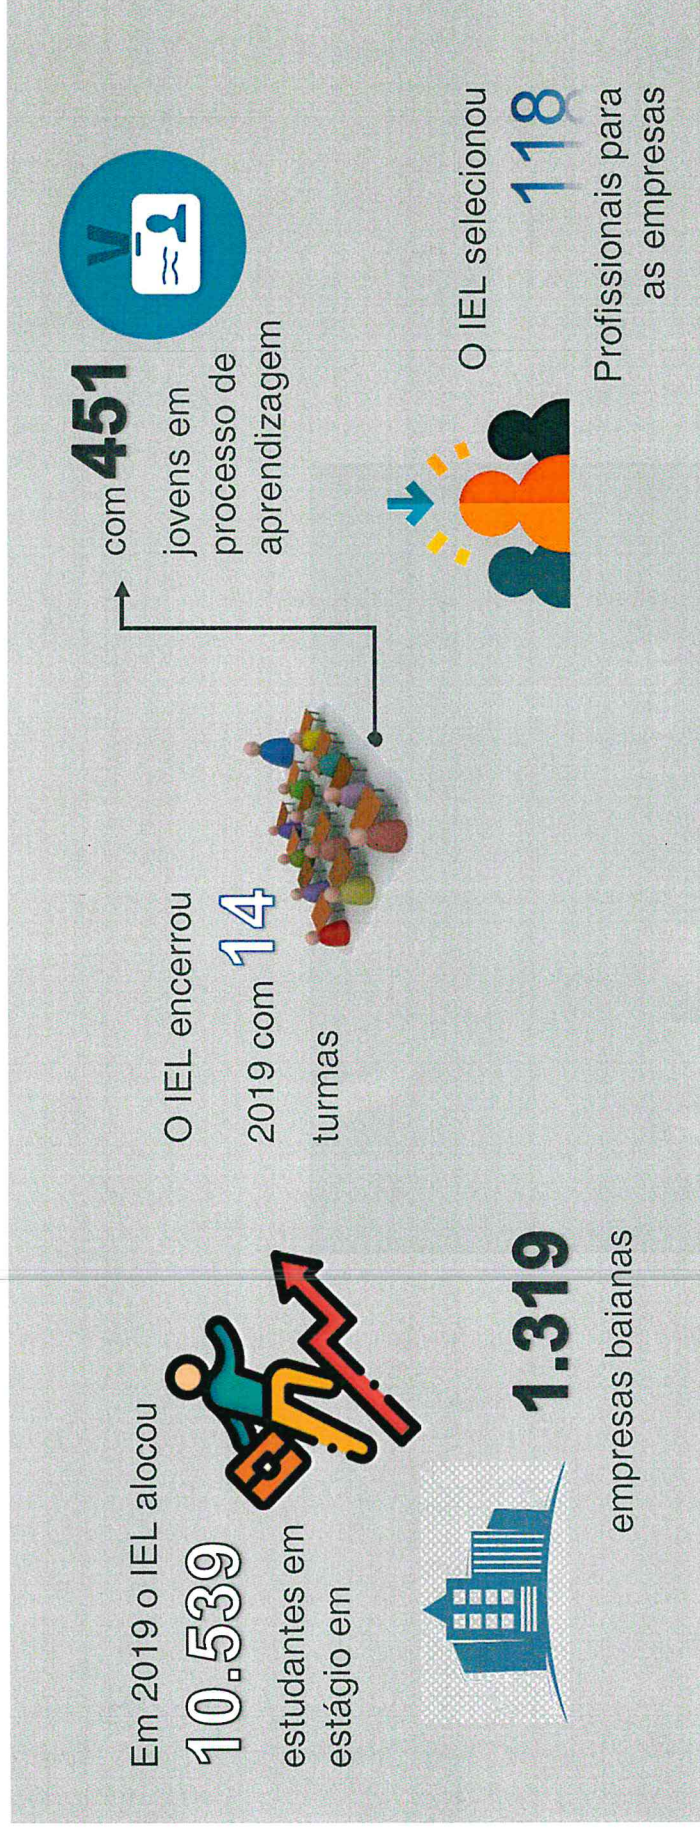 Em 2019 o IEL alocou
10.539
estudantes em
estágio em
1.319
empresas baianas
O IEL encerrou
2019 com 14
turmas
com 451
jovens em
processo de
aprendizagem
O IEL selecionou
118
Profissionais para
as empresas